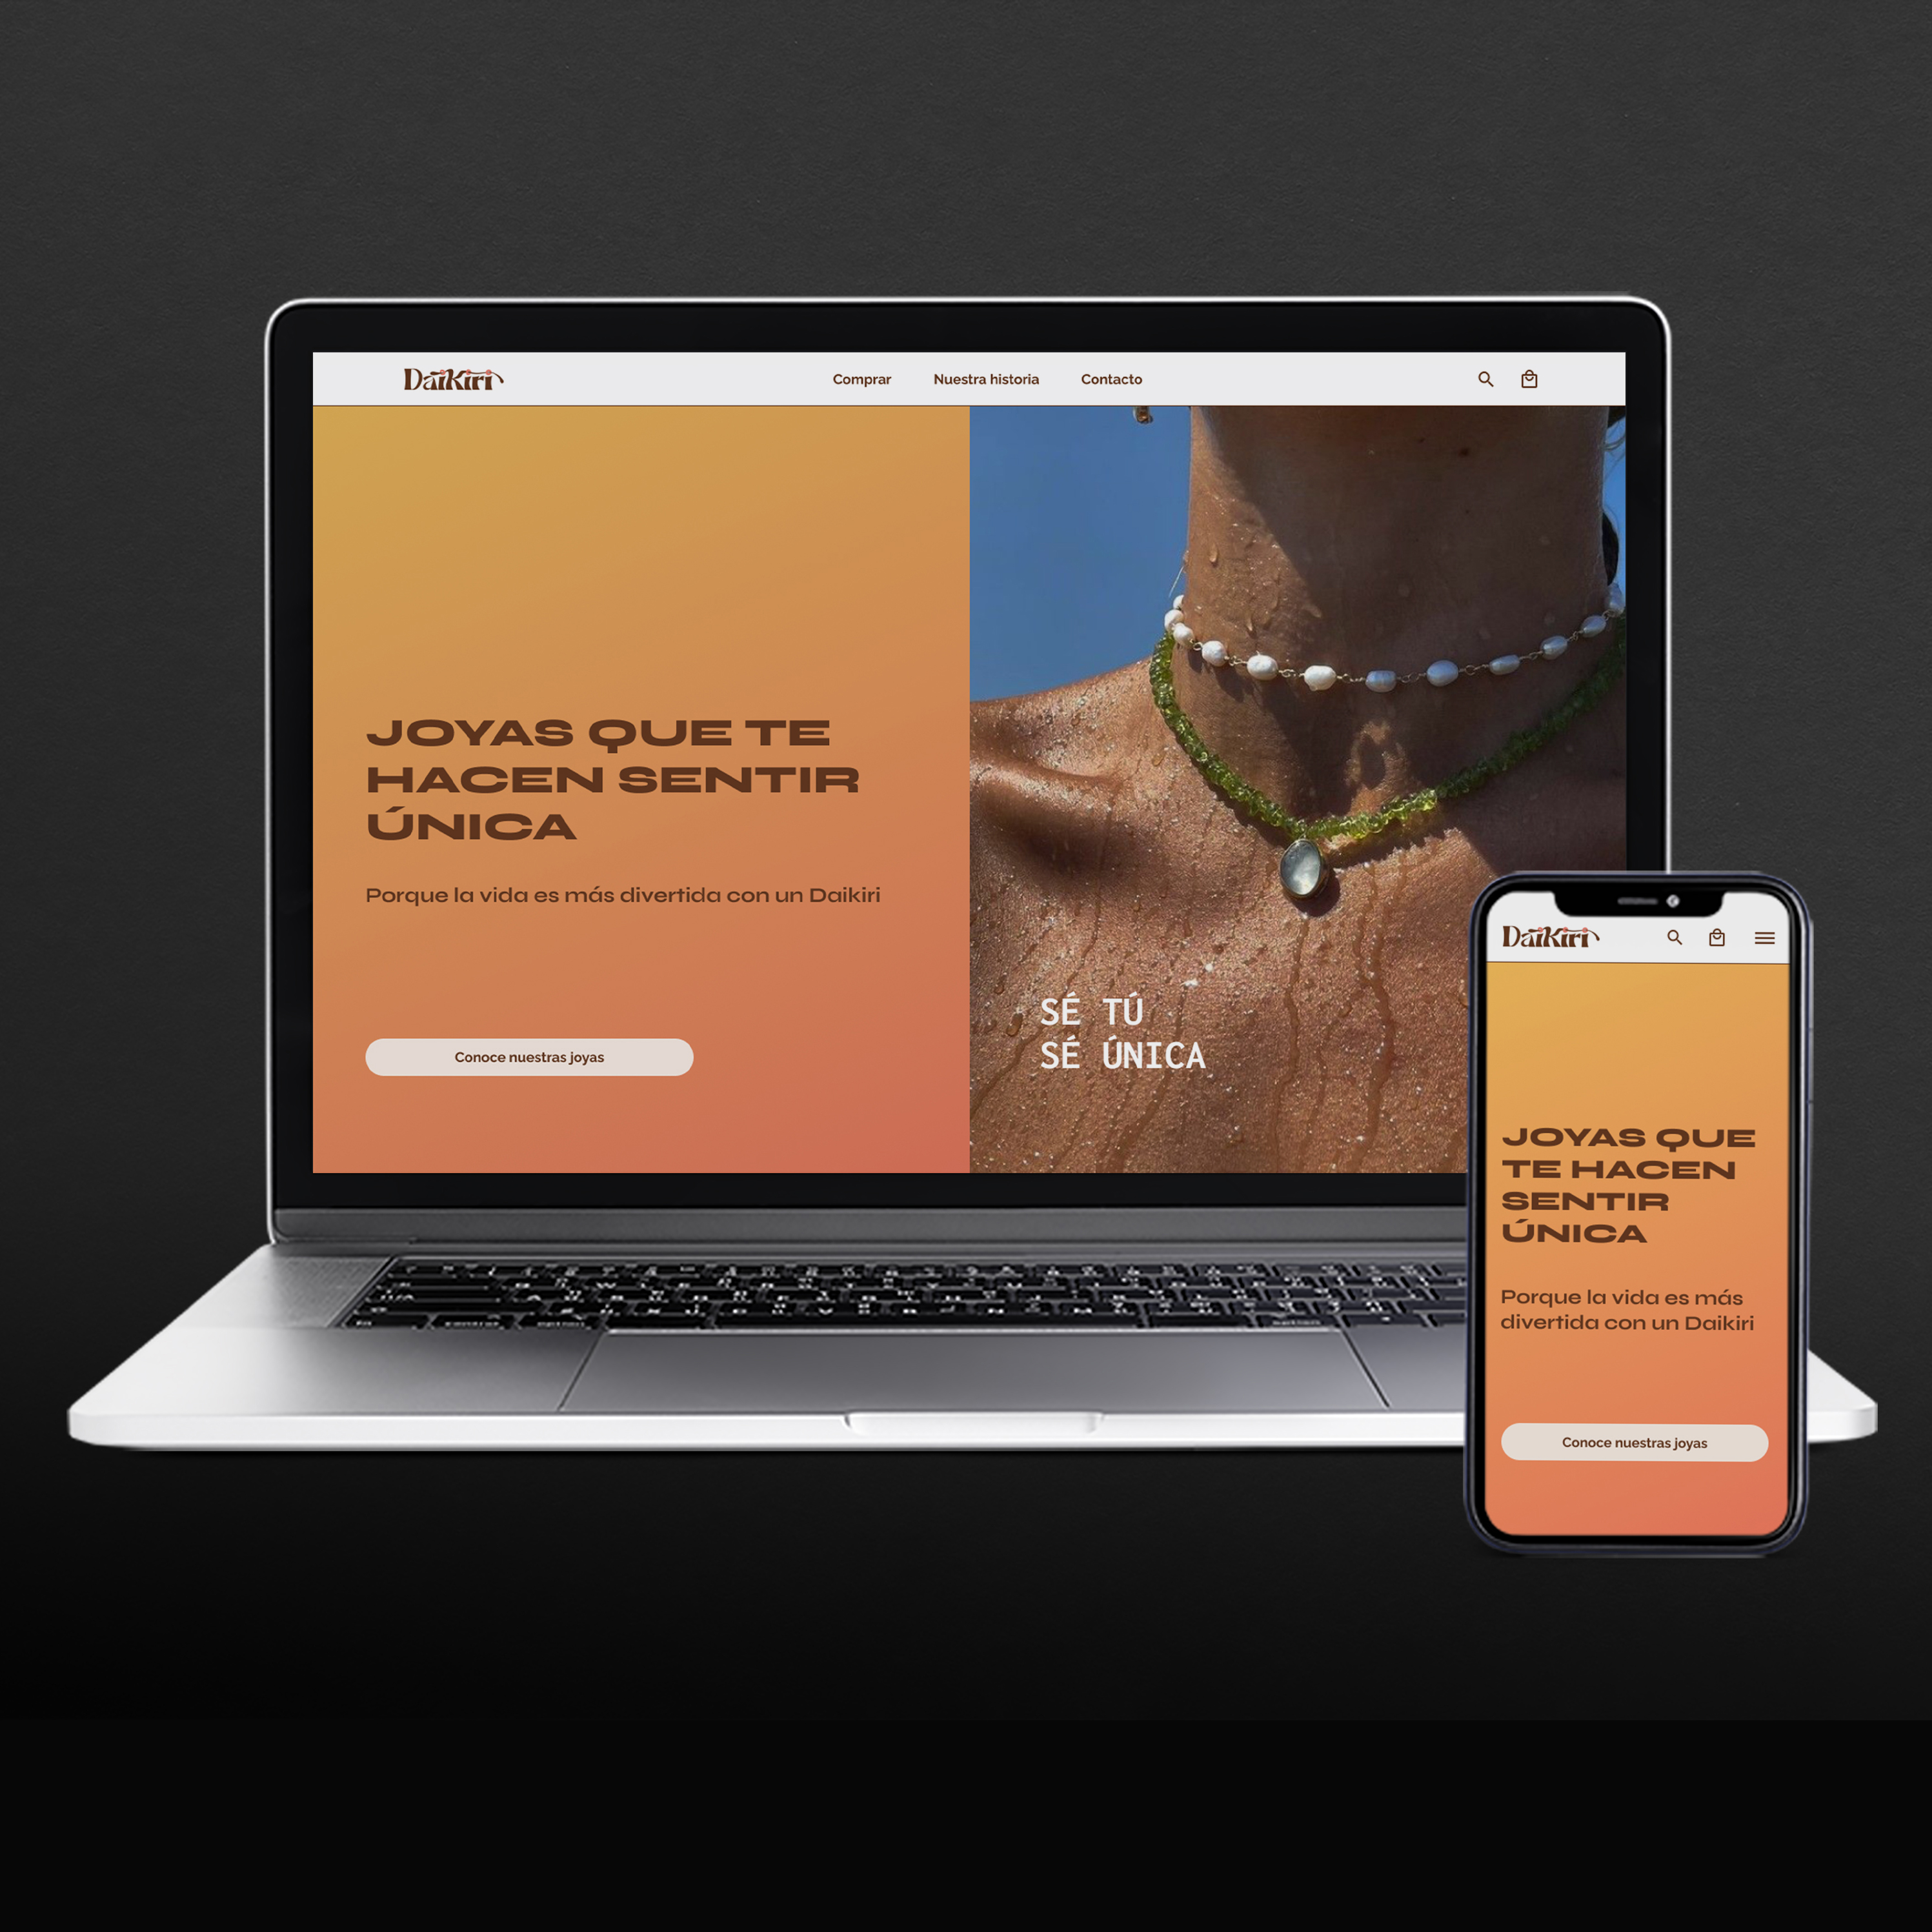 Daikiri
Comprar Nuestra historia Contacto
JOYAS QUE TE
HACEN SENTIR
ÚNICA
Porque la vida es más divertida con un Daikiri
Conoce nuestras joyas
SÉ TÚ
SÉ ÚNICA
Daikiri
JOYAS QUE
TE HACEN
SENTIR
ÚNICA
Porque la vida es más
divertida con un Daikiri
Conoce nuestras joyas